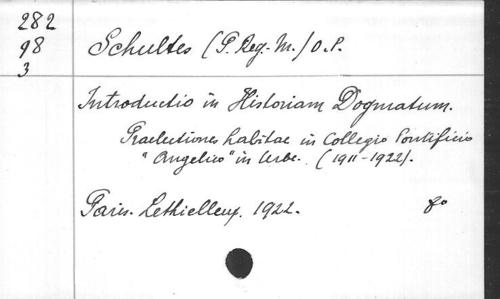 282
98
3
Schultes (P. Reg.-M.) O.P.
Introductio in Historiam Dogmatum.
Praelectiones habitae in Collegio Pontificio
"Angelico" in Urbe. (1911-1922).
Paris. Lethielleux. 1922. 8o